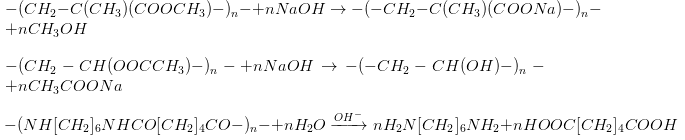 −(CH₂−C(CH₃)(COOCH₃)−)ₙ−+nNaOH → −(−CH₂−C(CH₃)(COONa)−)ₙ−
+nCH₃OH
−(CH₂ − CH(OOCCH₃)−)ₙ − +nNaOH → −(−CH₂ − CH(OH)−)ₙ −
+nCH₃COONa
−(NH[CH₂]₆NHCO[CH₂]₄CO−)ₙ−+nH₂O \xrightarrow{OH⁻} nH₂N[CH₂]₆NH₂+nHOOC[CH₂]₄COOH